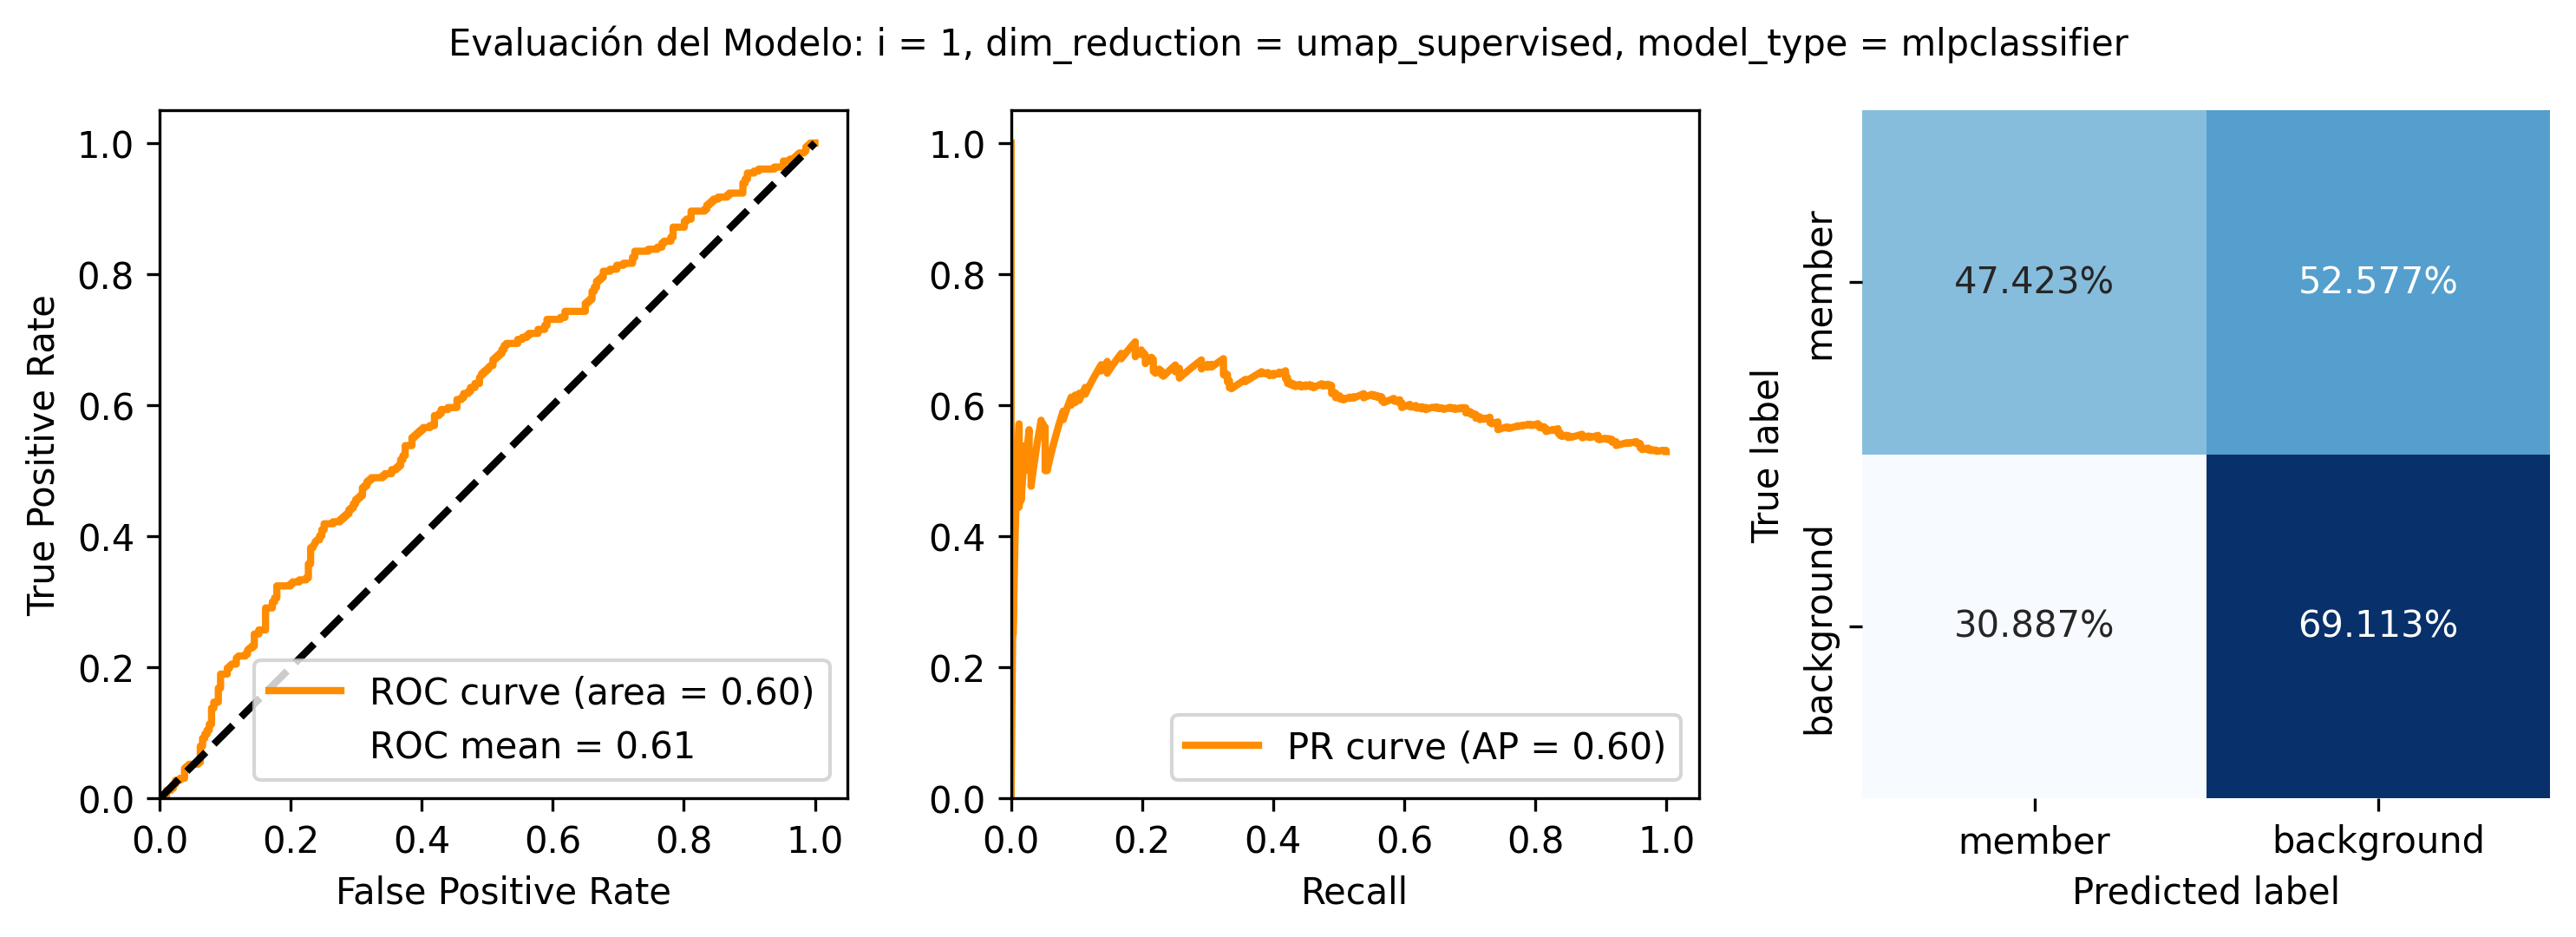 Evaluación del Modelo: i = 1, dim_reduction = umap_supervised, model_type = mlpclassifier
True Positive Rate
1.0
0.8
0.6
0.4
0.2
0.0
0.0 0.2 0.4 0.6 0.8 1.0
False Positive Rate
ROC curve (area = 0.60)
ROC mean = 0.61
1.0
0.8
0.6
0.4
0.2
0.0
0.0 0.2 0.4 0.6 0.8 1.0
Recall
PR curve (AP = 0.60)
True label
member
background
47.423% 52.577%
30.887% 69.113%
member background
Predicted label